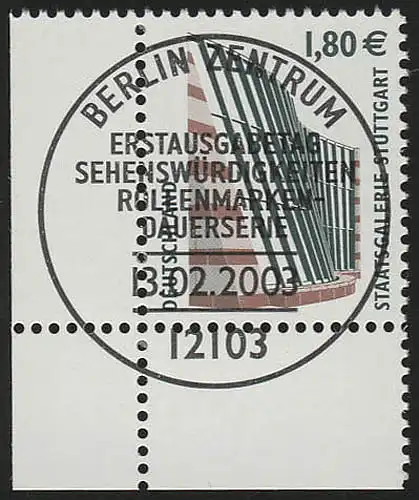 1,80 €
BERLIN ZENTRUM
ERSTAUSGABETAG
SEHENSWÜRDIGKEITEN
ROLLENMARKEN-
DAUERSERIE
13.02.2003
12103
DEUTSCHLAND
STAATSGALERIE STUTTGART